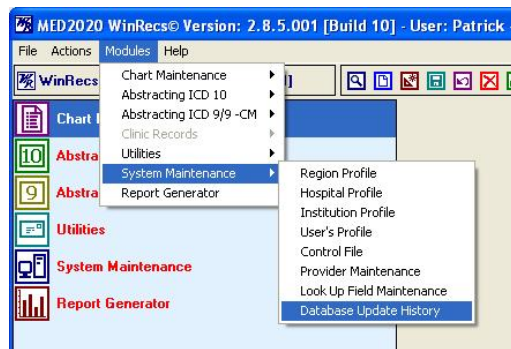 MED2020 WinRecs© Version: 2.8.5.001 [Build 10] - User: Patrick -
File Actions Modules Help
WinRecs
Chart Maintenance
Abstracting ICD 10
Abstracting ICD 9/9 -CM
Clinic Records
Utilities
System Maintenance
Report Generator
Region Profile
Hospital Profile
Institution Profile
User's Profile
Control File
Provider Maintenance
Look Up Field Maintenance
Database Update History
Chart
10 Abstra
9 Abstra
Utilities
System Maintenance
Report Generator